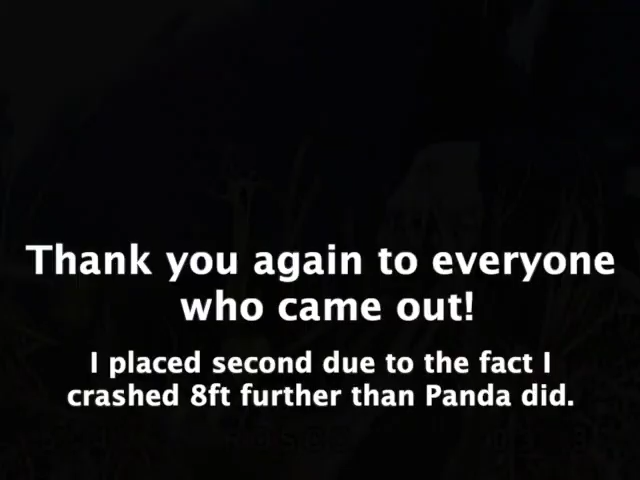 Thank you again to everyone
who came out!
I placed second due to the fact I
crashed 8ft further than Panda did.